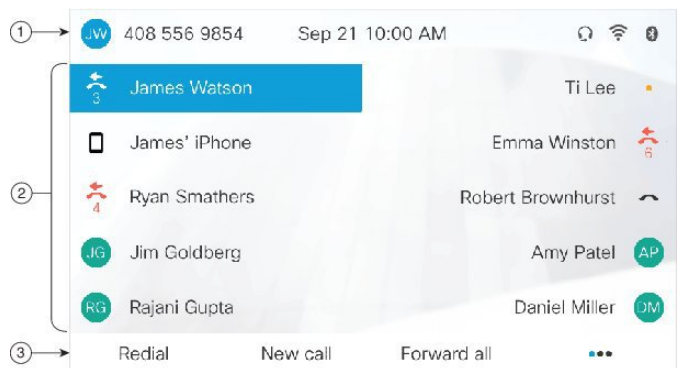 1 JW 408 556 9854 Sep 21 10:00 AM
3 James Watson Ti Lee
James' iPhone Emma Winston 6
2
4 Ryan Smathers Robert Brownhurst
JG Jim Goldberg Amy Patel AP
RG Rajani Gupta Daniel Miller DM
3 Redial New call Forward all